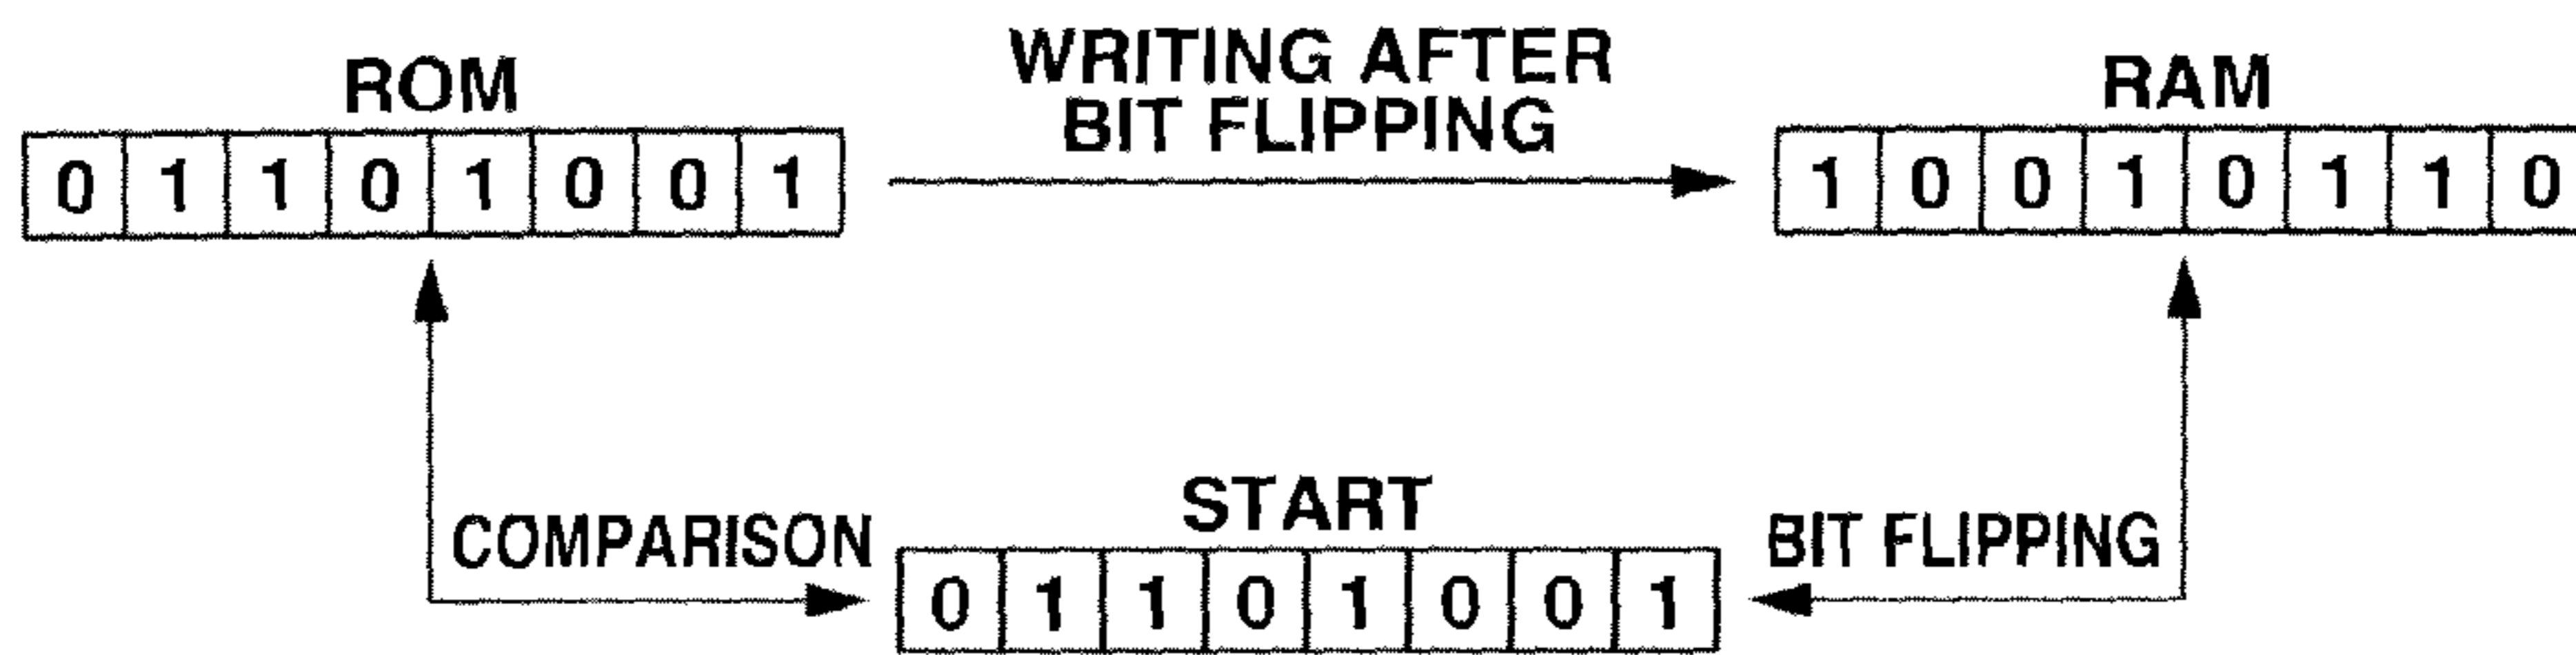 ROM
WRITING AFTER
BIT FLIPPING
RAM
0 1 1 0 1 0 0 1
1 0 0 1 0 1 1 0
COMPARISON
START
BIT FLIPPING
0 1 1 0 1 0 0 1